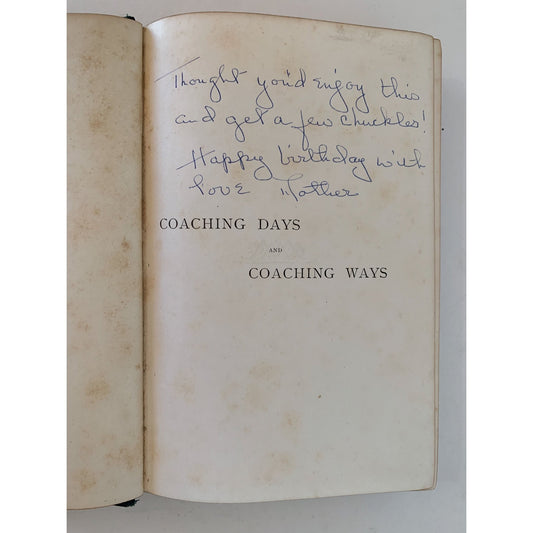 Thought you'd enjoy this
and get a few chuckles!
Happy birthday with
love Mother
COACHING DAYS
AND
COACHING WAYS